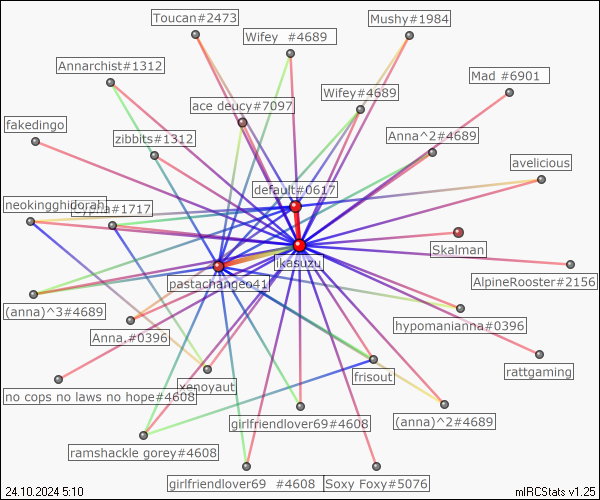 Toucan#2473
Mushy#1984
Wifey  #4689
Annarchist#1312
Mad #6901
Wifey#4689
ace deucy#7097
fakedingo
zibbits#1312
Anna^2#4689
avelicious
default#0617
neokingghidorah
#1717
Skalman
ikasuzu
AlpineRooster#2156
pastachangeo41
(anna)^3#4689
hypomanianna#0396
Anna.#0396
rattgaming
frisout
xenoyaut
no cops no laws no hope#4608
girlfriendlover69#4608
(anna)^2#4689
ramshackle gorey#4608
girlfriendlover69  #4608
Soxy Foxy#5076
24.10.2024 5:10
mIRCStats v1.25